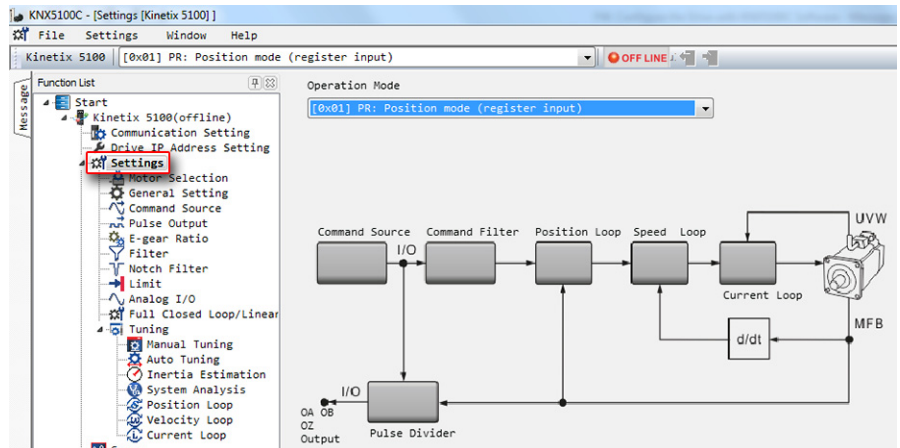 KNX5100C - [Settings [Kinetix 5100] ]
File Settings Window Help
Kinetix 5100 [0x01] PR: Position mode (register input) OFF LINE
Message
Function List
Start
Kinetix 5100(offline)
Communication Setting
Drive IP Address Setting
Settings
Motor Selection
General Setting
Command Source
Pulse Output
E-gear Ratio
Filter
Notch Filter
Limit
Analog I/O
Full Closed Loop/Linear
Tuning
Manual Tuning
Auto Tuning
Inertia Estimation
System Analysis
Position Loop
Velocity Loop
Current Loop
Operation Mode
[0x01] PR: Position mode (register input)
UVW
Command Source Command Filter Position Loop Speed Loop
I/O
Current Loop
MFB
d/dt
I/O
OA OB
OZ
Output
Pulse Divider